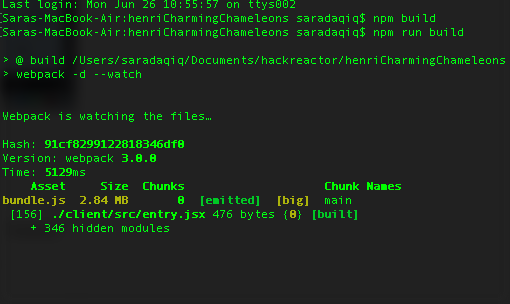 Last login: Mon Jun 26 10:55:57 on ttys002
[Saras-MacBook-Air:henriCharmingChameleons saradaqiq$ npm build
[Saras-MacBook-Air:henriCharmingChameleons saradaqiq$ npm run build
> @ build /Users/saradaqiq/Documents/hackreactor/henriCharmingChameleons
> webpack -d --watch
Webpack is watching the files…
Hash: 91cf8299122818346df0
Version: webpack 3.0.0
Time: 5129ms
Asset Size Chunks Chunk Names
bundle.js 2.84 MB 0 [emitted] [big] main
[156] ./client/src/entry.jsx 476 bytes {0} [built]
+ 346 hidden modules